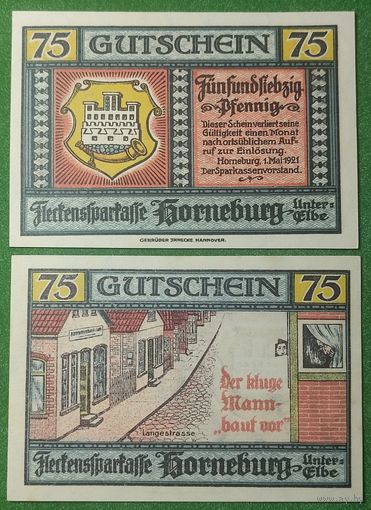 75 GUTSCHEIN 75
Fünfundsiebzig
Pfennig
Dieser Schein verliert seine
Gültigkeit einen Monat
nach ortsüblichem Auf-
ruf zur Einlösung.
Horneburg, 1. Mai 1921
Der Sparkassenvorstand.
Fleckenssparkasse Horneburg-Unter-
Elbe
GEBRÜDER JÄNECKE HANNOVER.
75 GUTSCHEIN 75
Der kluge
Mann-
"baut vor"
Langestrasse
Fleckenssparkasse Horneburg-Unter-
Elbe